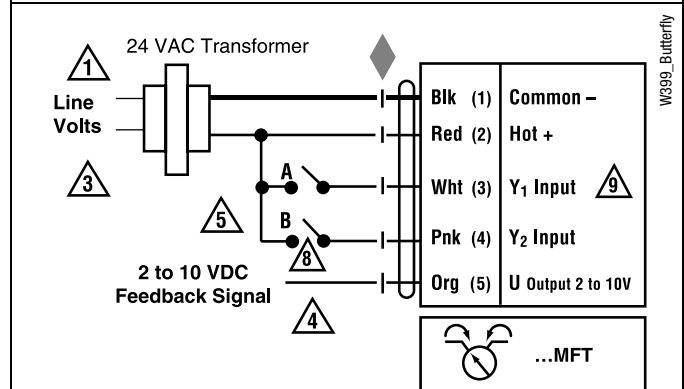 24 VAC Transformer
W399_Butterfly
1
Line
Volts
3
Blk (1) Common –
Red (2) Hot +
A
Wht (3) Y1 Input 9
5
B
8
Pnk (4) Y2 Input
2 to 10 VDC
Feedback Signal
4
Org (5) U Output 2 to 10V
...MFT